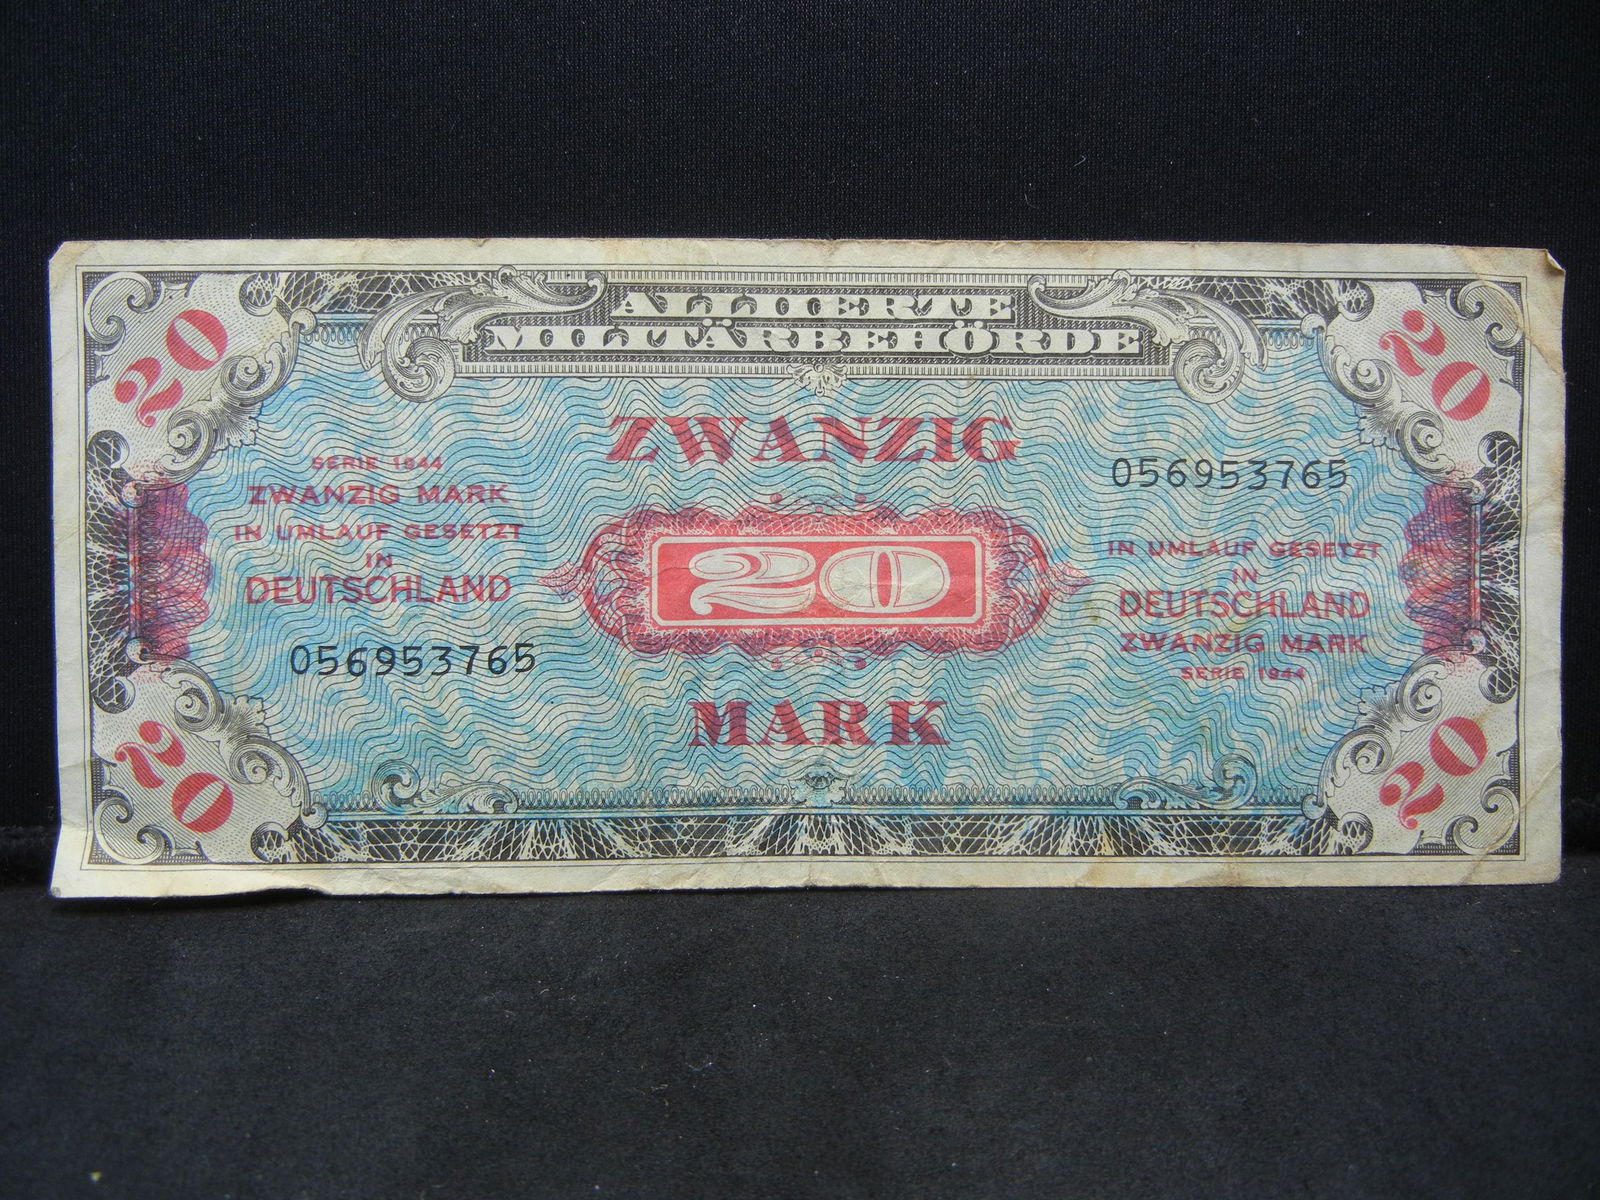 20
ALLIIERTE
MILITÄRBEHÖRDE
20
ZWANZIG
SERIE 1944
ZWANZIG MARK
IN UMLAUF GESETZT
IN
DEUTSCHLAND
056953765
20
056953765
IN UMLAUF GESETZT
IN
DEUTSCHLAND
ZWANZIG MARK
SERIE 1944
MARK
20
20